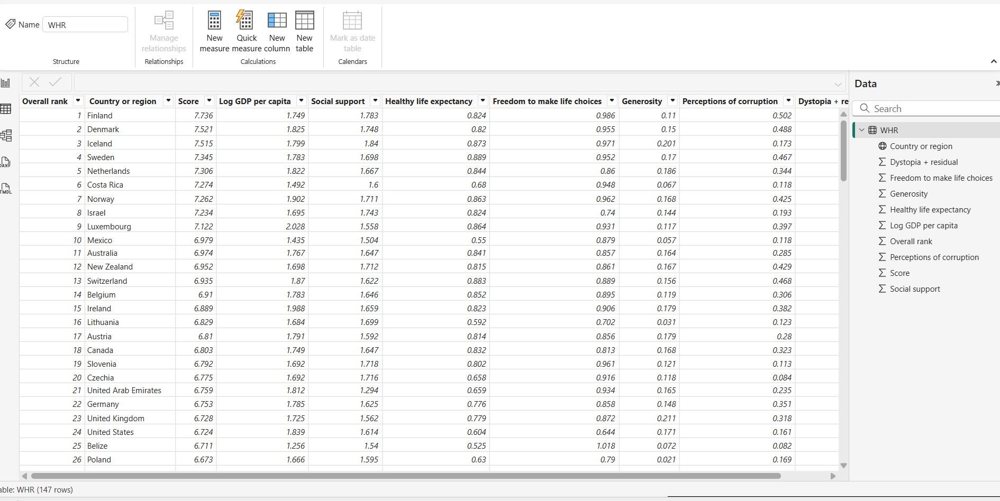 Name WHR
Manage relationships
New measure
Quick measure
New column
New table
Mark as date table
Structure
Relationships
Calculations
Calendars
Overall rank Country or region Score Log GDP per capita Social support Healthy life expectancy Freedom to make life choices Generosity Perceptions of corruption Dystopia + re
1 Finland 7.736 1.749 1.783 0.824 0.986 0.11 0.502
2 Denmark 7.521 1.825 1.748 0.82 0.955 0.15 0.488
3 Iceland 7.515 1.799 1.84 0.873 0.971 0.201 0.173
4 Sweden 7.345 1.783 1.698 0.889 0.952 0.17 0.467
5 Netherlands 7.306 1.822 1.667 0.844 0.86 0.186 0.344
6 Costa Rica 7.274 1.492 1.6 0.68 0.948 0.067 0.118
7 Norway 7.262 1.902 1.711 0.863 0.962 0.168 0.425
8 Israel 7.234 1.695 1.743 0.824 0.74 0.144 0.193
9 Luxembourg 7.122 2.028 1.558 0.864 0.931 0.117 0.397
10 Mexico 6.979 1.435 1.504 0.55 0.879 0.057 0.118
11 Australia 6.974 1.767 1.647 0.841 0.857 0.164 0.285
12 New Zealand 6.952 1.698 1.712 0.815 0.861 0.167 0.429
13 Switzerland 6.935 1.87 1.622 0.883 0.889 0.156 0.468
14 Belgium 6.91 1.783 1.646 0.852 0.895 0.119 0.306
15 Ireland 6.889 1.988 1.659 0.823 0.906 0.179 0.382
16 Lithuania 6.829 1.684 1.699 0.592 0.702 0.031 0.123
17 Austria 6.81 1.791 1.592 0.814 0.856 0.179 0.28
18 Canada 6.803 1.749 1.647 0.832 0.813 0.168 0.323
19 Slovenia 6.792 1.692 1.718 0.802 0.961 0.121 0.113
20 Czechia 6.775 1.692 1.716 0.658 0.916 0.118 0.084
21 United Arab Emirates 6.759 1.812 1.294 0.659 0.934 0.165 0.235
22 Germany 6.753 1.785 1.625 0.776 0.858 0.148 0.351
23 United Kingdom 6.728 1.725 1.562 0.779 0.872 0.211 0.318
24 United States 6.724 1.839 1.614 0.604 0.644 0.171 0.161
25 Belize 6.711 1.256 1.54 0.525 1.018 0.072 0.082
26 Poland 6.673 1.666 1.595 0.63 0.79 0.021 0.169
Data
Search
WHR
Country or region
Dystopia + residual
Freedom to make life choices
Generosity
Healthy life expectancy
Log GDP per capita
Overall rank
Perceptions of corruption
Score
Social support
TMDL
able: WHR (147 rows)